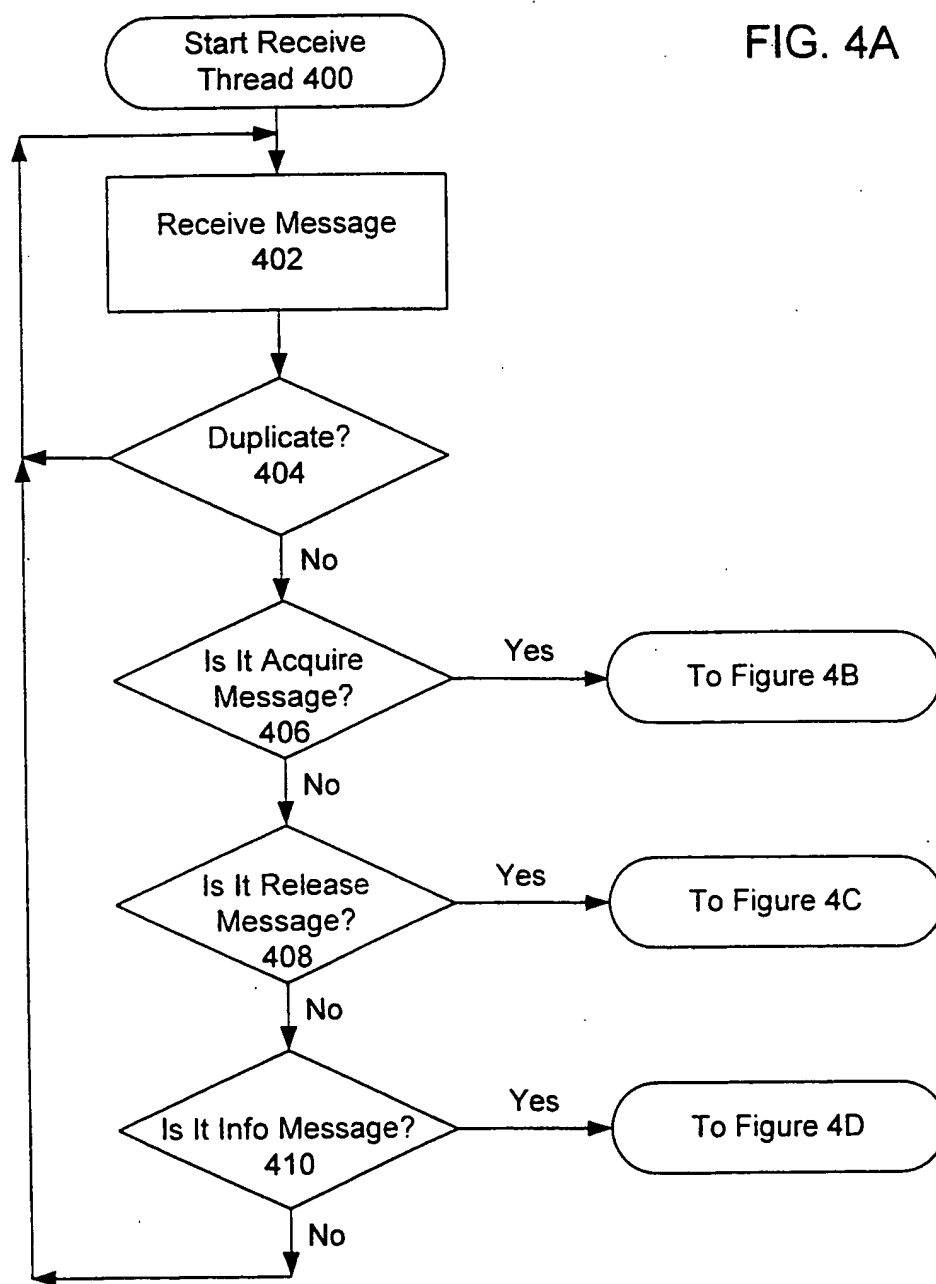 FIG. 4A
Start Receive
Thread 400
Receive Message
402
Duplicate?
404
No
Is It Acquire
Message?
406
Yes
To Figure 4B
No
Is It Release
Message?
408
Yes
To Figure 4C
No
Is It Info Message?
410
Yes
To Figure 4D
No